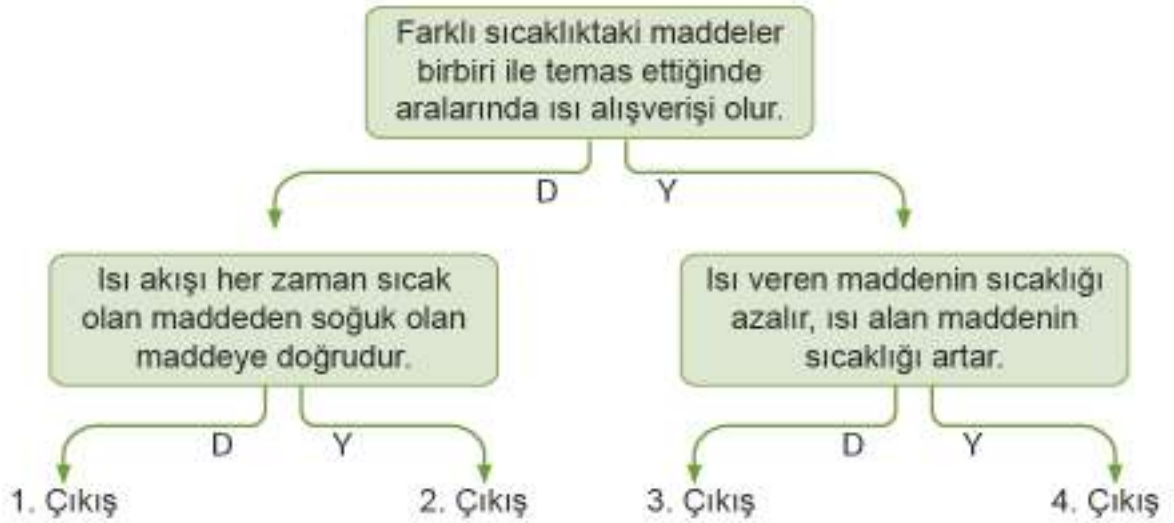 Farklı sıcaklıktaki maddeler
birbiri ile temas ettiğinde
aralarında ısı alışverişi olur.
D
Y
Isı akışı her zaman sıcak
olan maddeden soğuk olan
maddeye doğrudur.
Isı veren maddenin sıcaklığı
azalır, ısı alan maddenin
sıcaklığı artar.
D
Y
D
Y
1. Çıkış
2. Çıkış
3. Çıkış
4. Çıkış